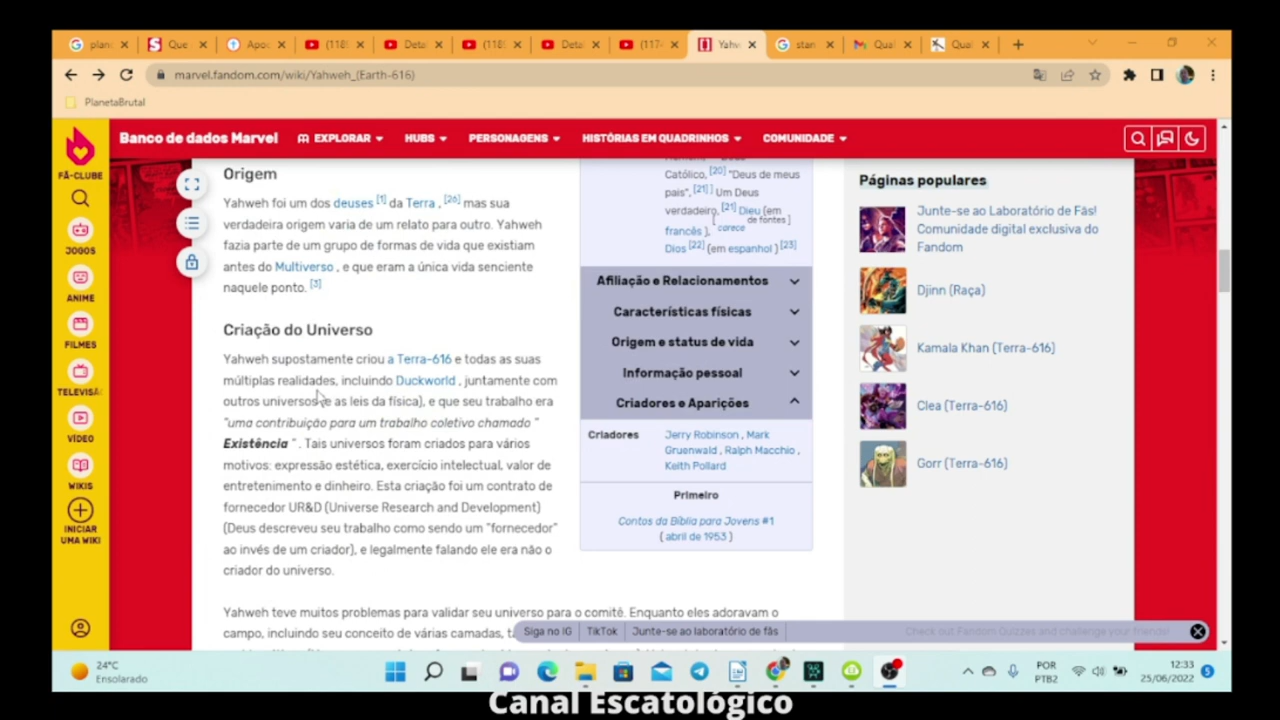 plan
Que
Apoc
(118
Detal
(118
Detal
(117
Yahw
stan
Qual
Qual
marvel.fandom.com/wiki/Yahweh_(Earth-616)
PlanetaBrutal
Banco de dados Marvel
EXPLORAR
HUBS
PERSONAGENS
HISTÓRIAS EM QUADRINHOS
COMUNIDADE
FÃ-CLUBE
JOGOS
ANIME
FILMES
TELEVISÃ
VÍDEO
WIKIS
INICIAR
UMA WIKI
Origem
Yahweh foi um dos deuses [1] da Terra , [26] mas sua
verdadeira origem varia de um relato para outro. Yahweh
fazia parte de um grupo de formas de vida que existiam
antes do Multiverso , e que eram a única vida senciente
naquele ponto. [3]
Criação do Universo
Yahweh supostamente criou a Terra-616 e todas as suas
múltiplas realidades, incluindo Duckworld , juntamente com
outros universos (e as leis da física), e que seu trabalho era
"uma contribuição para um trabalho coletivo chamado "
Existência " . Tais universos foram criados para vários
motivos: expressão estética, exercício intelectual, valor de
entretenimento e dinheiro. Esta criação foi um contrato de
fornecedor UR&D (Universe Research and Development)
(Deus descreveu seu trabalho como sendo um "fornecedor"
ao invés de um criador), e legalmente falando ele era não o
criador do universo.
Yahweh teve muitos problemas para validar seu universo para o comitê. Enquanto eles adoravam o
campo, incluindo seu conceito de várias camadas,
Católico, [20] "Deus de meus
pais", [21] ] Um Deus
verdadeiro, [21] Dieu (em
[ carece de fontes ]
francês ),
Dios [22] (em espanhol ) [23]
Afiliação e Relacionamentos
Características físicas
Origem e status de vida
Informação pessoal
Criadores e Aparições
Criadores
Jerry Robinson , Mark
Gruenwald , Ralph Macchio ,
Keith Pollard
Primeiro
Contos da Bíblia para Jovens #1
( abril de 1953 )
Páginas populares
Junte-se ao Laboratório de Fãs!
Comunidade digital exclusiva do
Fandom
Djinn (Raça)
Kamala Khan (Terra-616)
Clea (Terra-616)
Gorr (Terra-616)
Siga no IG
TikTok
Junte-se ao laboratório de fãs
Check out Fandom Quizzes and challenge your friends!
24°C
Ensolarado
POR
PTB2
12:33
25/06/2022
5
Canal Escatológico